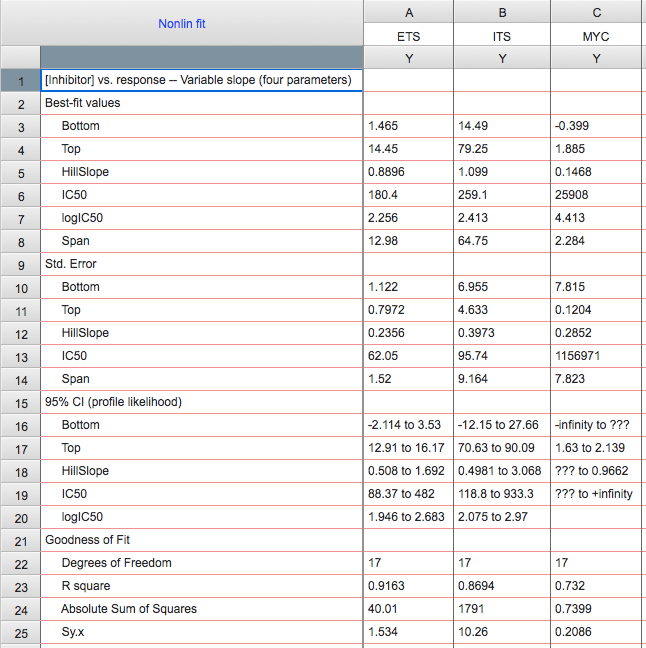 Nonlin fit A B C
ETS ITS MYC
Y Y Y
1 [Inhibitor] vs. response -- Variable slope (four parameters)
2 Best-fit values
3 Bottom 1.465 14.49 -0.399
4 Top 14.45 79.25 1.885
5 HillSlope 0.8896 1.099 0.1468
6 IC50 180.4 259.1 25908
7 logIC50 2.256 2.413 4.413
8 Span 12.98 64.75 2.284
9 Std. Error
10 Bottom 1.122 6.955 7.815
11 Top 0.7972 4.633 0.1204
12 HillSlope 0.2356 0.3973 0.2852
13 IC50 62.05 95.74 1156971
14 Span 1.52 9.164 7.823
15 95% CI (profile likelihood)
16 Bottom -2.114 to 3.53 -12.15 to 27.66 -infinity to ???
17 Top 12.91 to 16.17 70.63 to 90.09 1.63 to 2.139
18 HillSlope 0.508 to 1.692 0.4981 to 3.068 ??? to 0.9662
19 IC50 88.37 to 482 118.8 to 933.3 ??? to +infinity
20 logIC50 1.946 to 2.683 2.075 to 2.97
21 Goodness of Fit
22 Degrees of Freedom 17 17 17
23 R square 0.9163 0.8694 0.732
24 Absolute Sum of Squares 40.01 1791 0.7399
25 Sy.x 1.534 10.26 0.2086